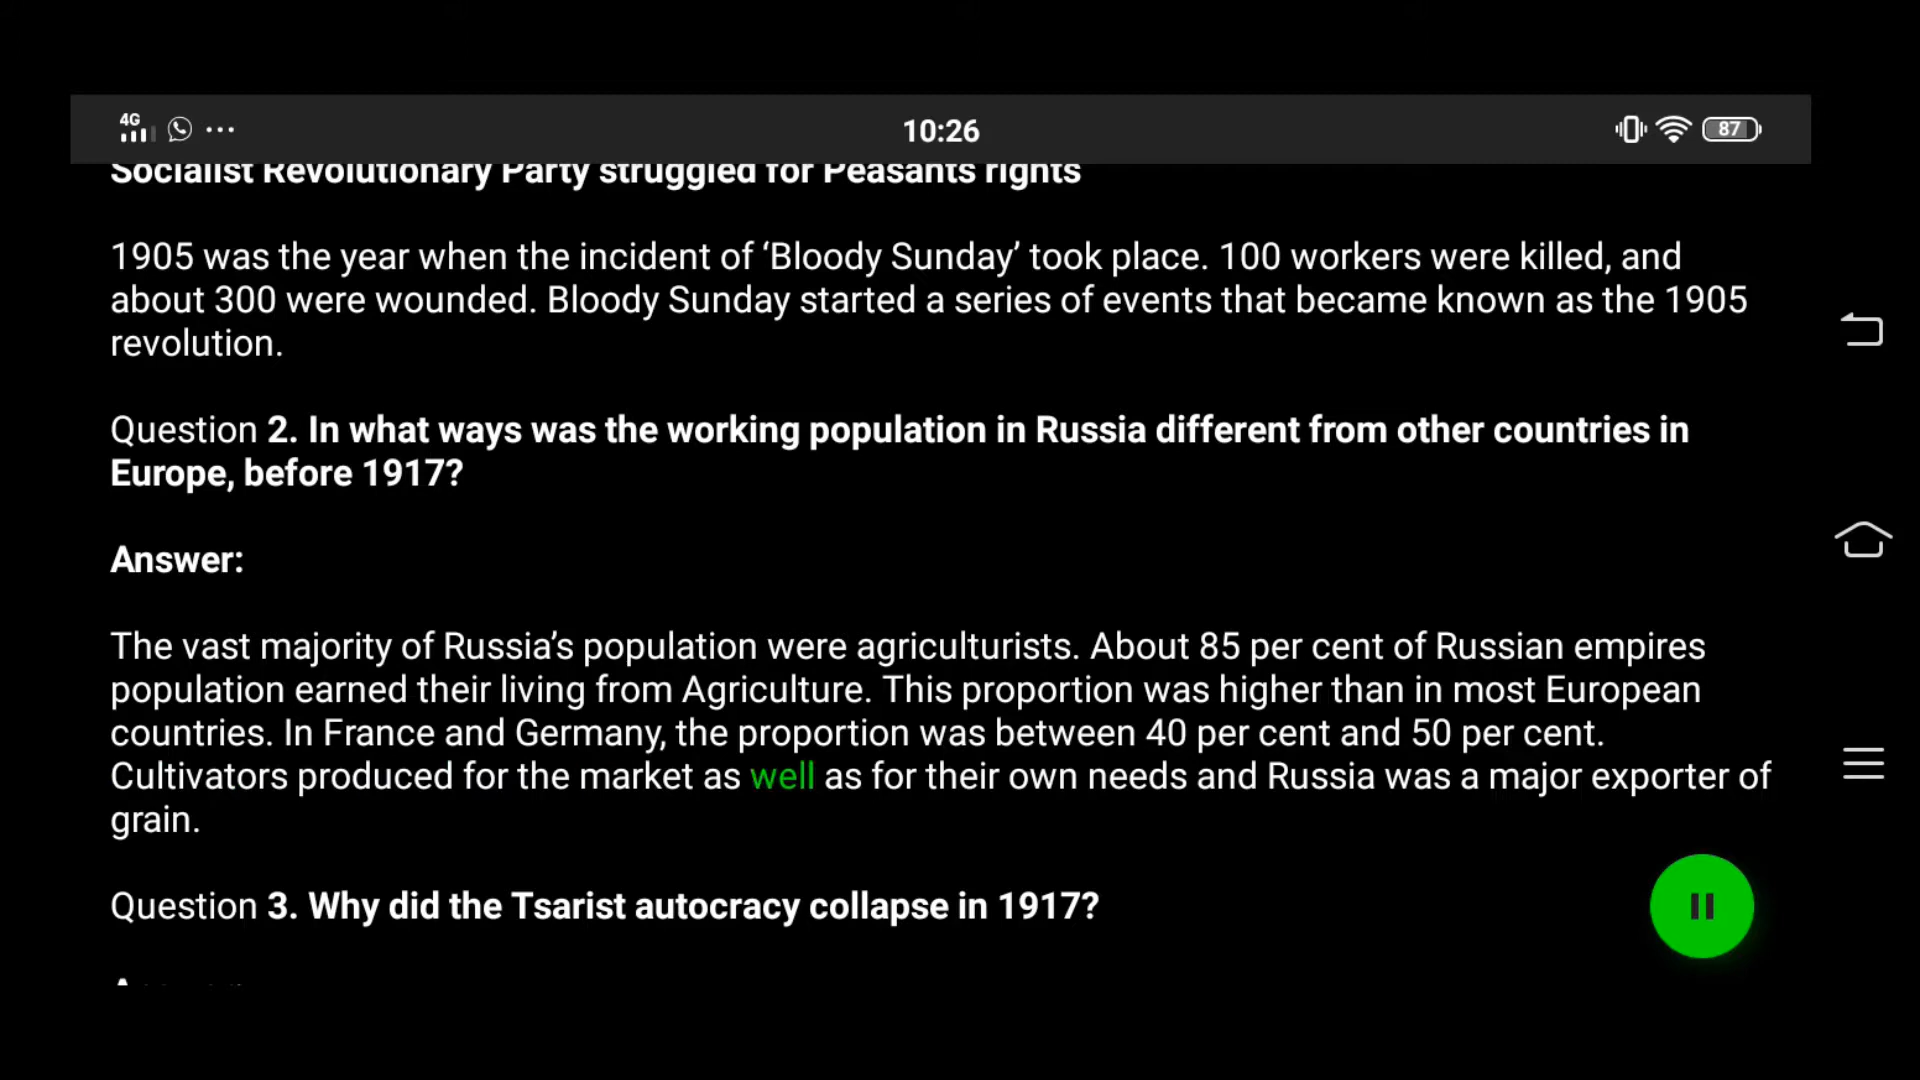 4G
10:26
87
Socialist Revolutionary Party struggled for Peasants rights
1905 was the year when the incident of ‘Bloody Sunday’ took place. 100 workers were killed, and
about 300 were wounded. Bloody Sunday started a series of events that became known as the 1905
revolution.
Question 2. In what ways was the working population in Russia different from other countries in
Europe, before 1917?
Answer:
The vast majority of Russia’s population were agriculturists. About 85 per cent of Russian empires
population earned their living from Agriculture. This proportion was higher than in most European
countries. In France and Germany, the proportion was between 40 per cent and 50 per cent.
Cultivators produced for the market as well as for their own needs and Russia was a major exporter of
grain.
Question 3. Why did the Tsarist autocracy collapse in 1917?